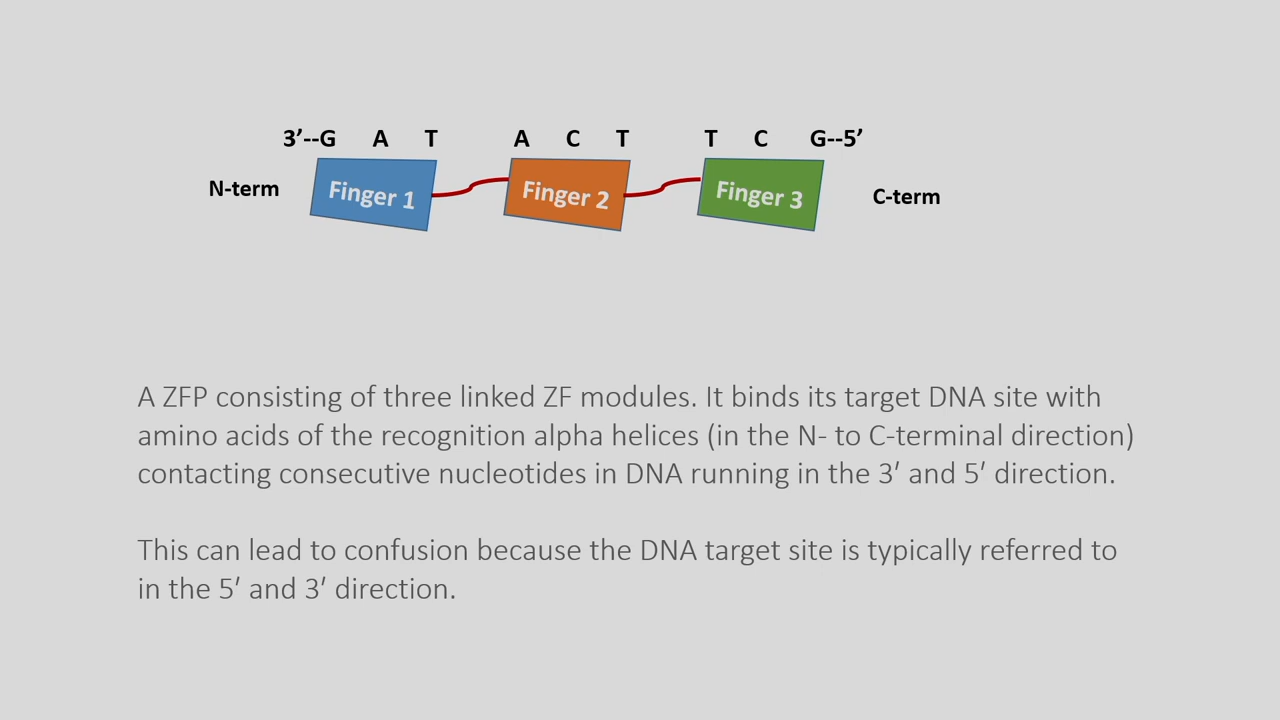 3’--G A T A C T T C G--5’
N-term Finger 1 Finger 2 Finger 3 C-term
A ZFP consisting of three linked ZF modules. It binds its target DNA site with
amino acids of the recognition alpha helices (in the N- to C-terminal direction)
contacting consecutive nucleotides in DNA running in the 3′ and 5′ direction.
This can lead to confusion because the DNA target site is typically referred to
in the 5′ and 3′ direction.